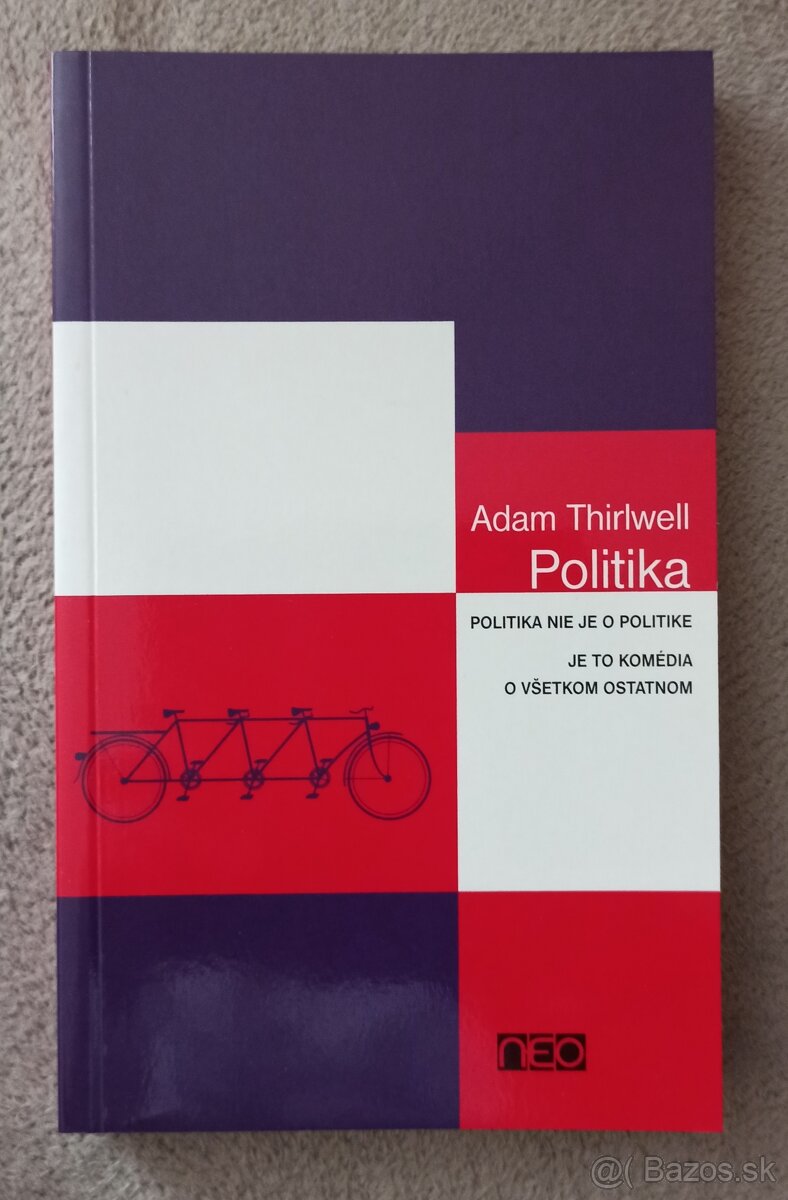 Adam Thirlwell
Politika
POLITIKA NIE JE O POLITIKE
JE TO KOMÉDIA
O VŠETKOM OSTATNOM
neo
@( Bazos.sk